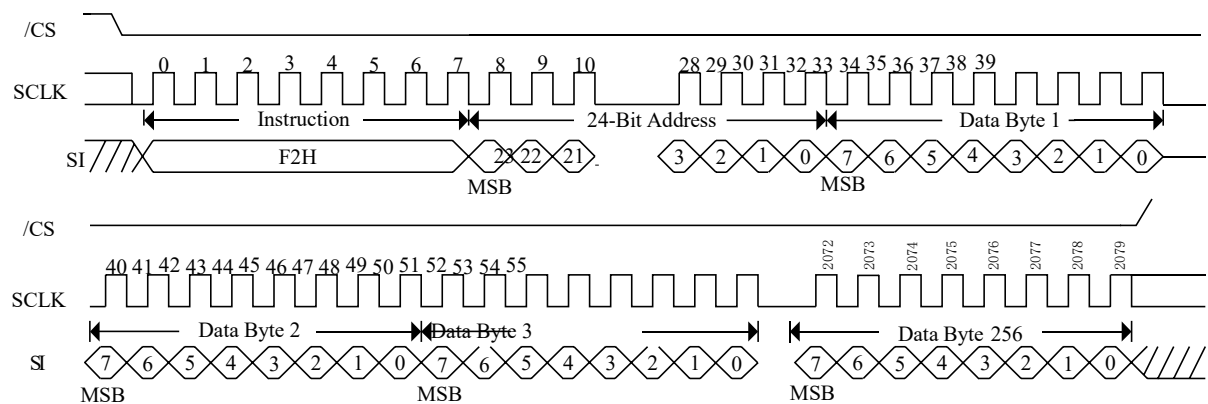 /CS
0 1 2 3 4 5 6 7 8 9 10 28 29 30 31 32 33 34 35 36 37 38 39
SCLK
Instruction 24-Bit Address Data Byte 1
SI F2H 23 22 21 3 2 1 0 7 6 5 4 3 2 1 0
MSB MSB
/CS
40 41 42 43 44 45 46 47 48 49 50 51 52 53 54 55 2072 2073 2074 2075 2076 2077 2078 2079
SCLK
Data Byte 2 Data Byte 3 Data Byte 256
SI 7 6 5 4 3 2 1 0 7 6 5 4 3 2 1 0 7 6 5 4 3 2 1 0
MSB MSB MSB